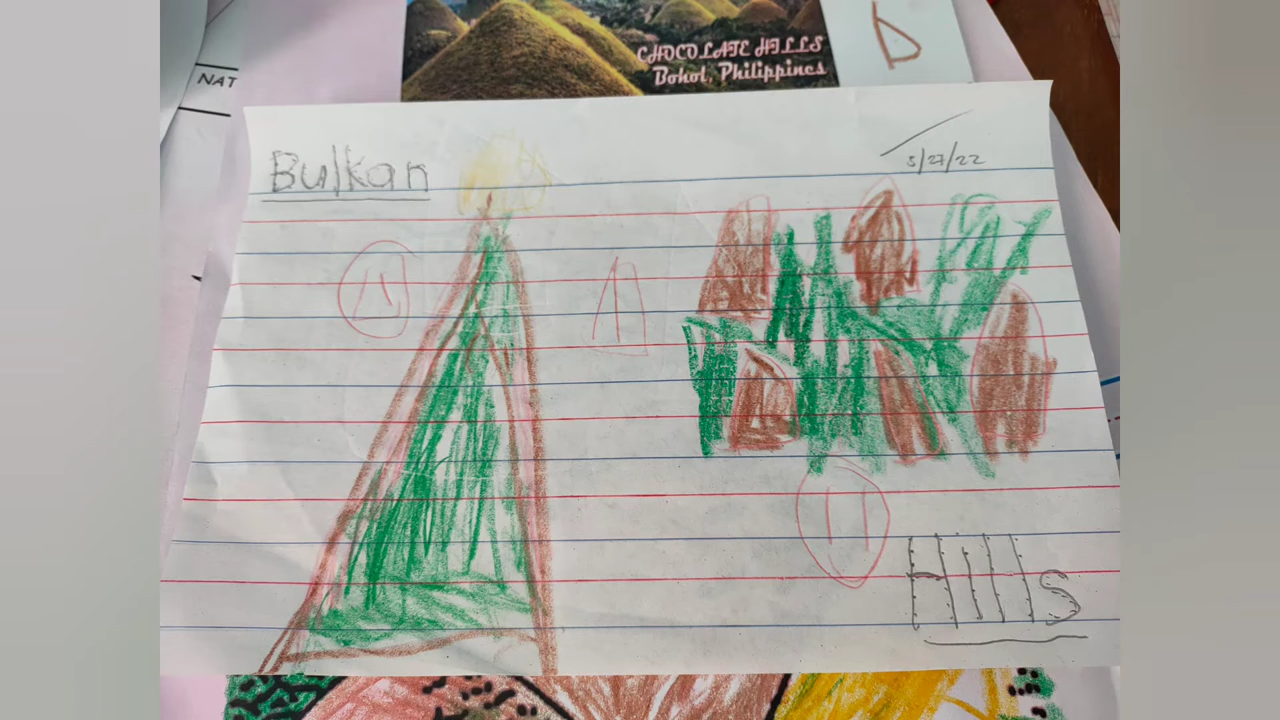 NAT
CHOCOLATE HILLS
Bohol, Philippines
D
Bulkan
5/27/22
Hills